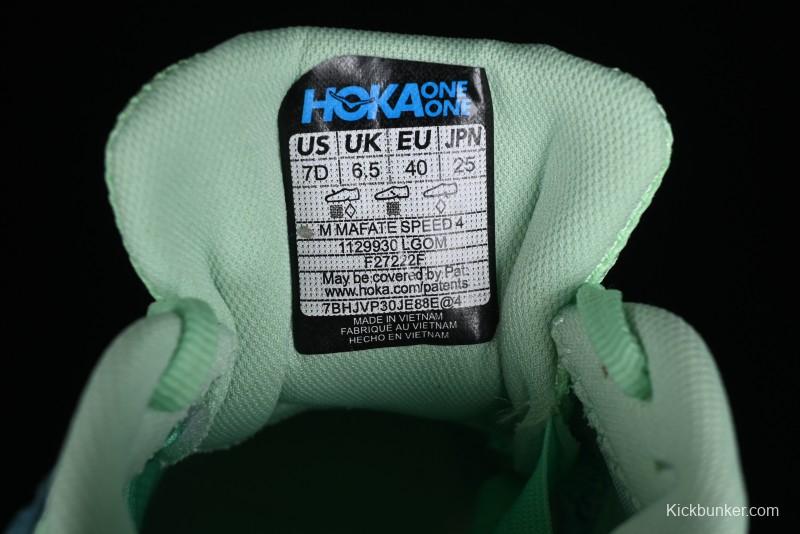 HOKA ONE ONE
US UK EU JPN
7D 6.5 40 25
M MAFATE SPEED 4
1129930 LGOM
F27222F
May be covered by Pat.
www.hoka.com/patents
7BHJVP30JE88E@4
MADE IN VIETNAM
FABRIQUÉ AU VIETNAM
HECHO EN VIETNAM
Kickbunker.com